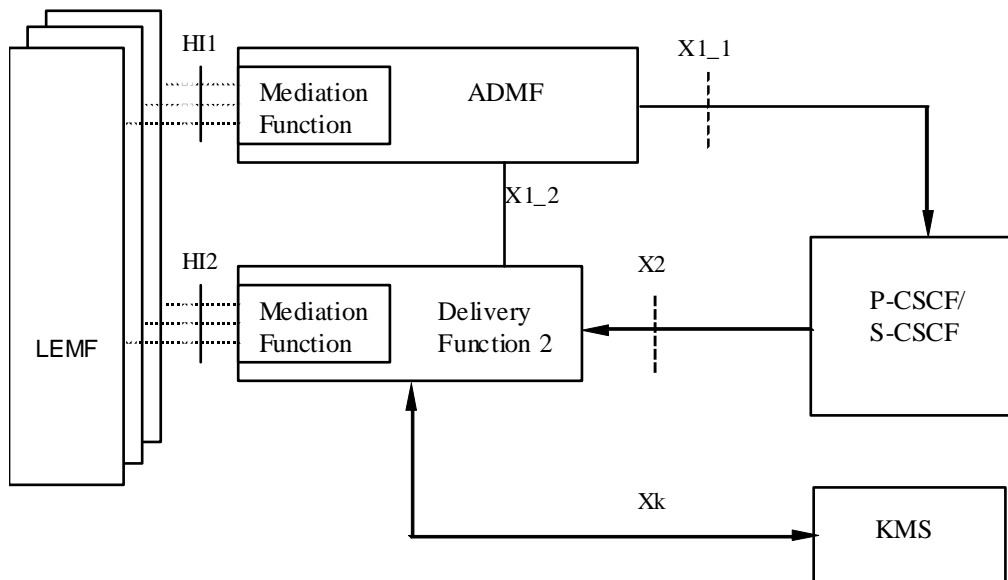 HI1
X1_1
Mediation
Function
ADMF
X1_2
HI2
X2
Mediation
Function
Delivery
Function 2
P-CSCF/
S-CSCF
LEMF
Xk
KMS